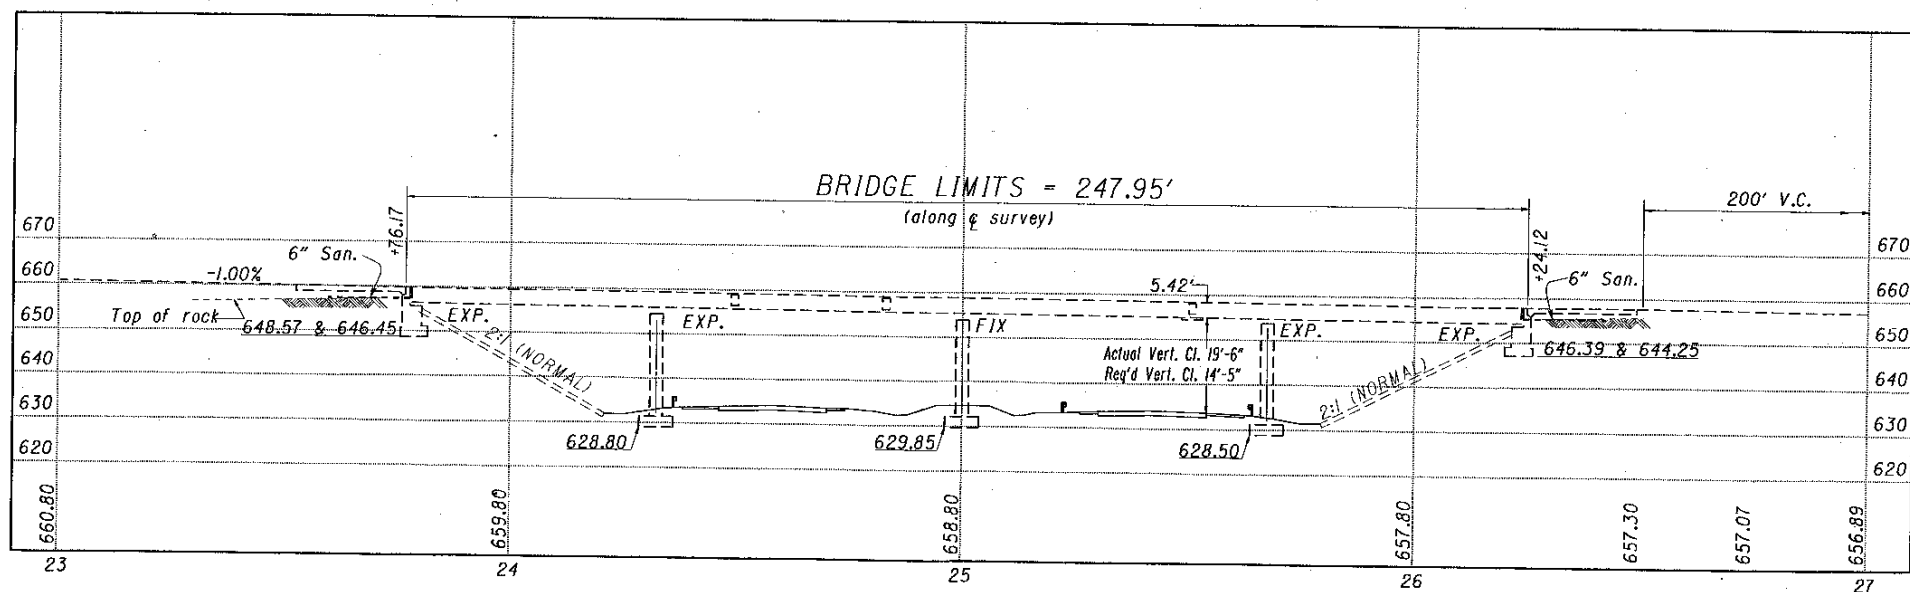 BRIDGE LIMITS = 247.95'
(along ℄ survey)
200' V.C.
+76.17
+24.12
670
670
6" San.
6" San.
-1.00%
5.42'
660
660
Top of rock
648.57 & 646.45
EXP.
EXP.
FIX
EXP.
EXP.
646.39 & 644.25
650
650
2:1 (NORMAL)
Actual Vert. Cl. 19'-6"
Req'd Vert. Cl. 14'-5"
2:1 (NORMAL)
640
640
630
630
628.80
629.85
628.50
620
620
660.80
659.80
658.80
657.80
657.30
657.07
656.89
23
24
25
26
27